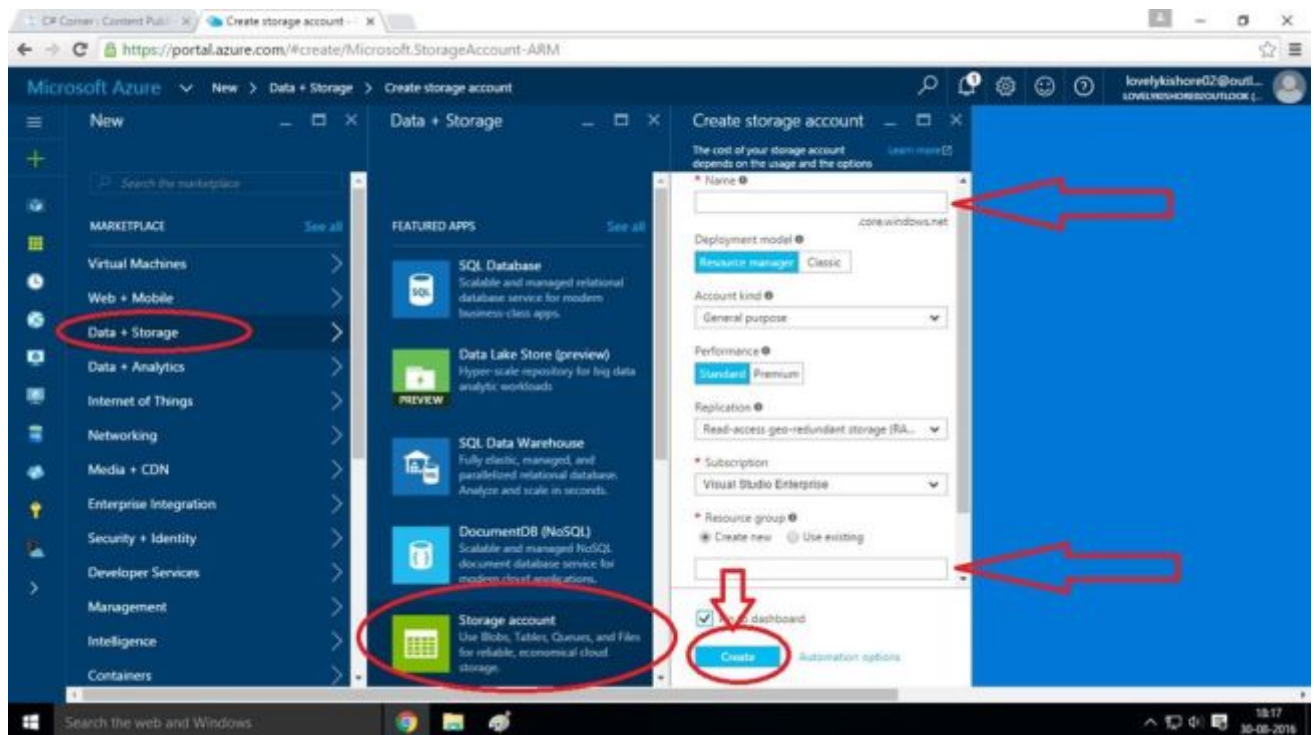 C# Corner : Content Publ
Create storage account -
https://portal.azure.com/#create/Microsoft.StorageAccount-ARM
Microsoft Azure New > Data + Storage > Create storage account
1
lovelykishore02@outl...
LOVELYKISHORE02OUTLOOK (...
New
Search the marketplace
MARKETPLACE See all
Virtual Machines
Web + Mobile
Data + Storage
Data + Analytics
Internet of Things
Networking
Media + CDN
Enterprise Integration
Security + Identity
Developer Services
Management
Intelligence
Containers
Data + Storage
FEATURED APPS See all
SQL
SQL Database
Scalable and managed relational
database service for modern
business-class apps.
PREVIEW
Data Lake Store (preview)
Hyper-scale repository for big data
analytic workloads
SQL Data Warehouse
Fully elastic, managed, and
parallelized relational database.
Analyze and scale in seconds.
DocumentDB (NoSQL)
Scalable and managed NoSQL
document database service for
modern cloud applications.
Storage account
Use Blobs, Tables, Queues, and Files
for reliable, economical cloud
storage.
Create storage account
The cost of your storage account
depends on the usage and the options
Learn more
* Name
.core.windows.net
Deployment model
Resource manager Classic
Account kind
General purpose
Performance
Standard Premium
Replication
Read-access geo-redundant storage (RA...
* Subscription
Visual Studio Enterprise
* Resource group
Create new Use existing
dashboard
Create Automation options
Search the web and Windows
18:17
30-08-2016